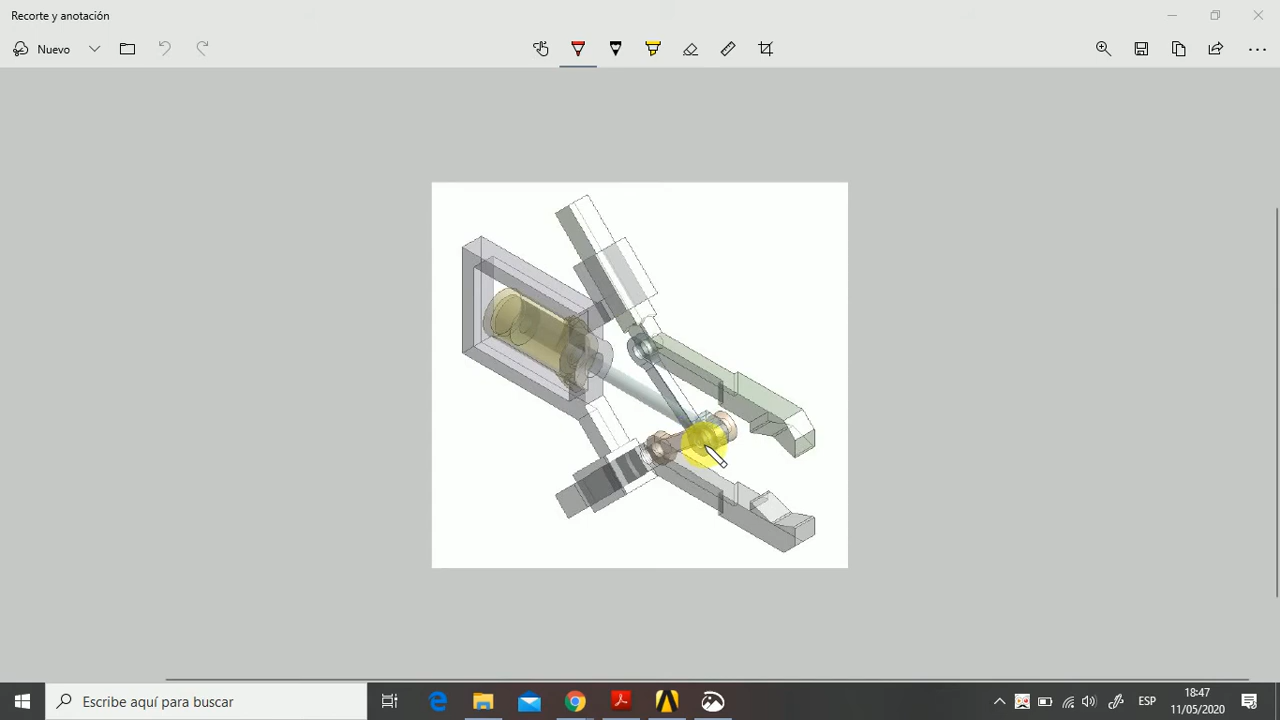 Recorte y anotación
Nuevo
Escribe aquí para buscar
ESP
18:47
11/05/2020